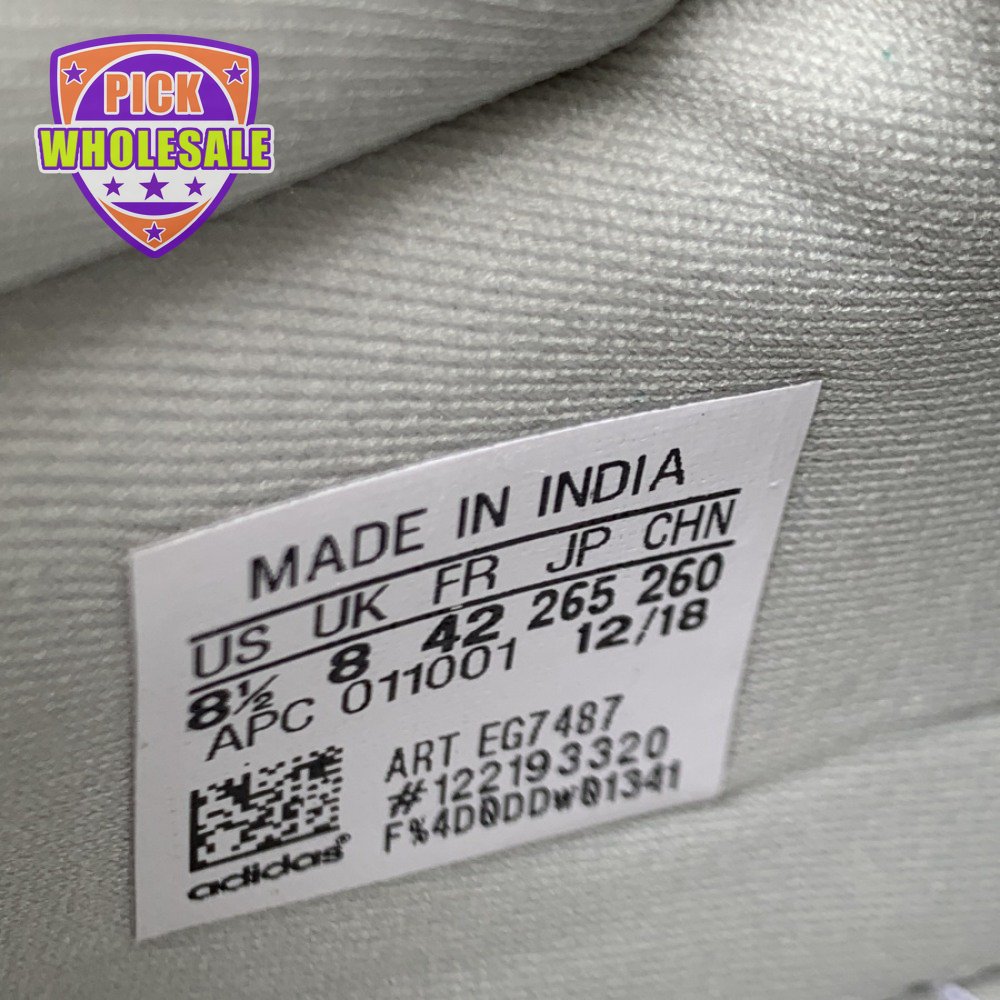 PICK
WHOLESALE
MADE IN INDIA
US UK FR JP CHN
8½ 8 42 265 260
APC 011001 12/18
ART EG7487
#122193320
F%4D0DDw01341
adidas®